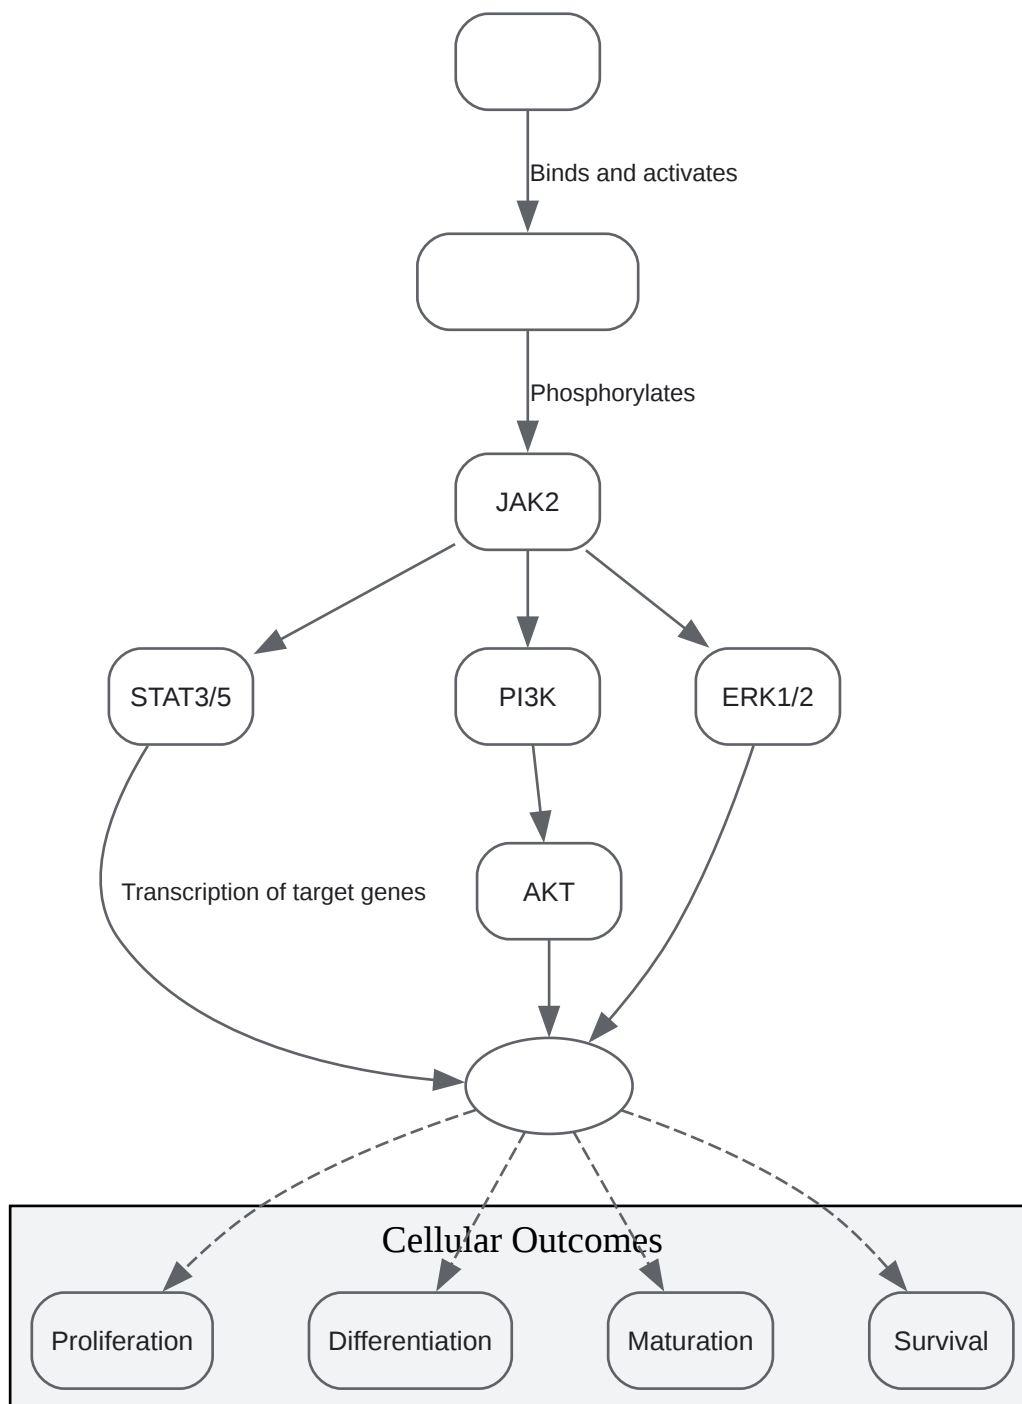 Binds and activates
Phosphorylates
JAK2
STAT3/5
PI3K
ERK1/2
Transcription of target genes
AKT
Cellular Outcomes
Proliferation
Differentiation
Maturation
Survival